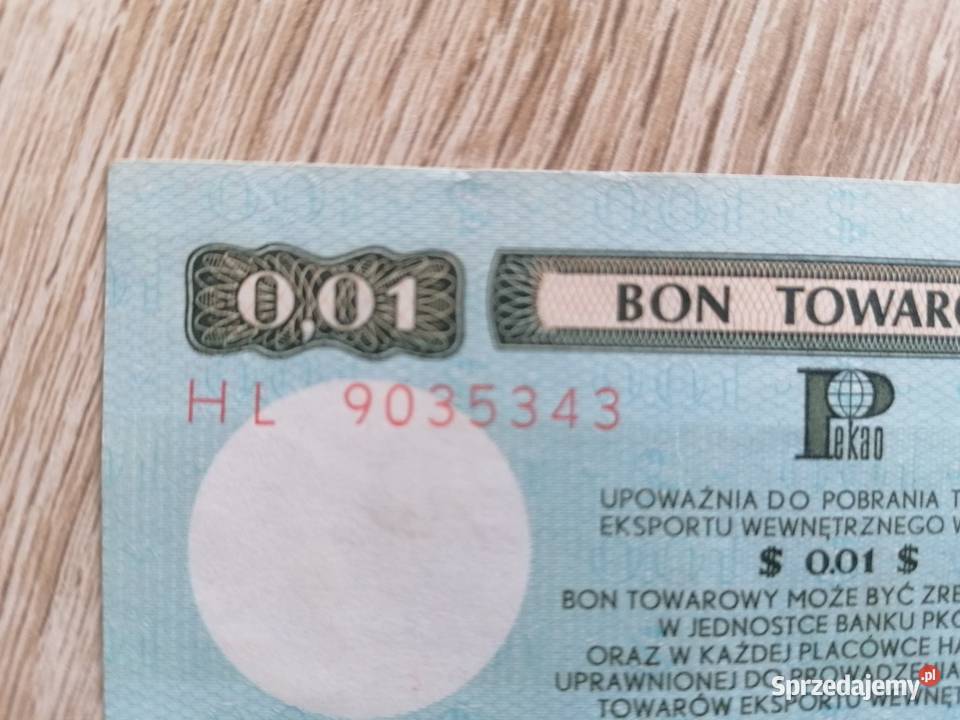 0,01
BON TOWARO
HL 9035343
Pekao
UPOWAŻNIA DO POBRANIA T
EKSPORTU WEWNĘTRZNEGO W
$ 0.01 $
BON TOWAROWY MOŻE BYĆ ZRE
W JEDNOSTCE BANKU PKO
ORAZ W KAŻDEJ PLACÓWCE HA
UPRAWNIONEJ DO PROWADZENIA
TOWARÓW EKSPORTU WEWNĘ
Sprzedajemy.pl